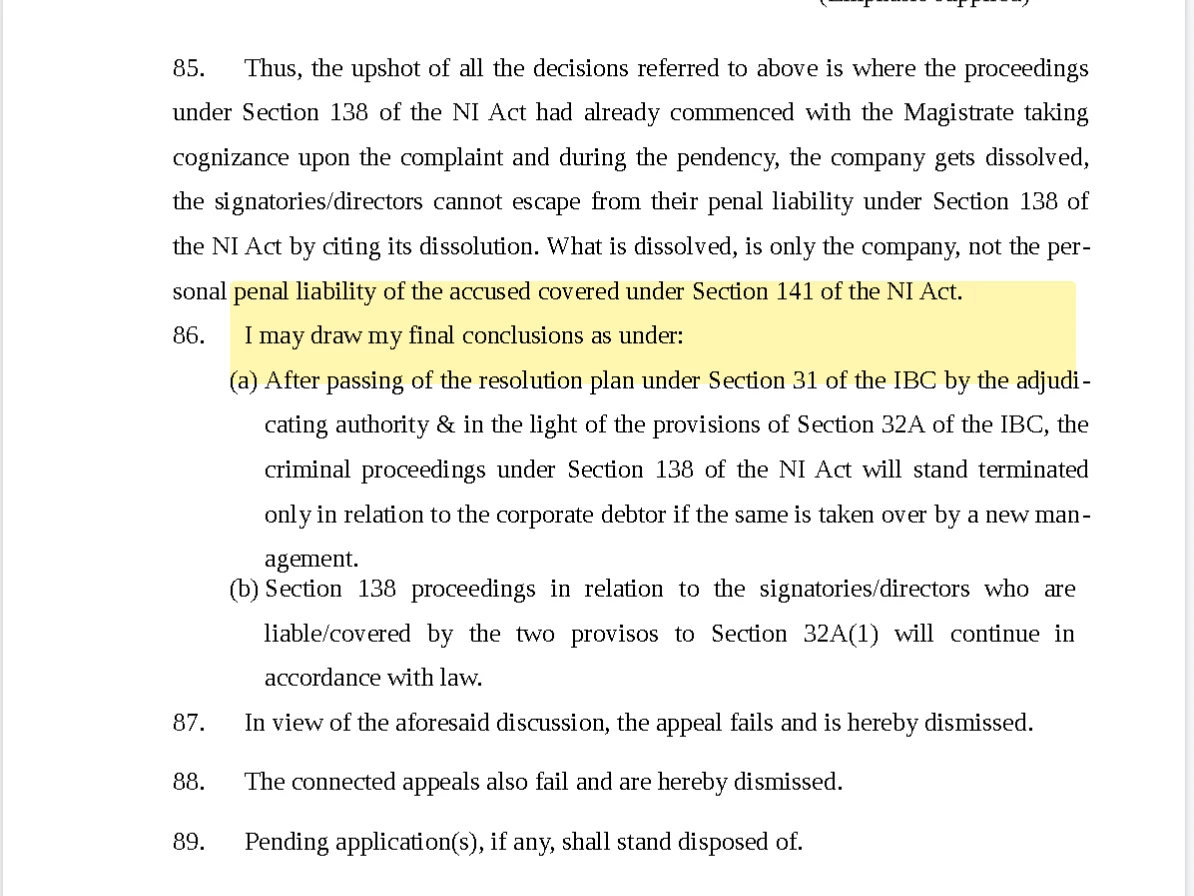 (Emphasis supplied)
85. Thus, the upshot of all the decisions referred to above is where the proceedings
under Section 138 of the NI Act had already commenced with the Magistrate taking
cognizance upon the complaint and during the pendency, the company gets dissolved,
the signatories/directors cannot escape from their penal liability under Section 138 of
the NI Act by citing its dissolution. What is dissolved, is only the company, not the per-
sonal penal liability of the accused covered under Section 141 of the NI Act.
86. I may draw my final conclusions as under:
(a) After passing of the resolution plan under Section 31 of the IBC by the adjudi-
cating authority & in the light of the provisions of Section 32A of the IBC, the
criminal proceedings under Section 138 of the NI Act will stand terminated
only in relation to the corporate debtor if the same is taken over by a new man-
agement.
(b) Section 138 proceedings in relation to the signatories/directors who are
liable/covered by the two provisos to Section 32A(1) will continue in
accordance with law.
87. In view of the aforesaid discussion, the appeal fails and is hereby dismissed.
88. The connected appeals also fail and are hereby dismissed.
89. Pending application(s), if any, shall stand disposed of.